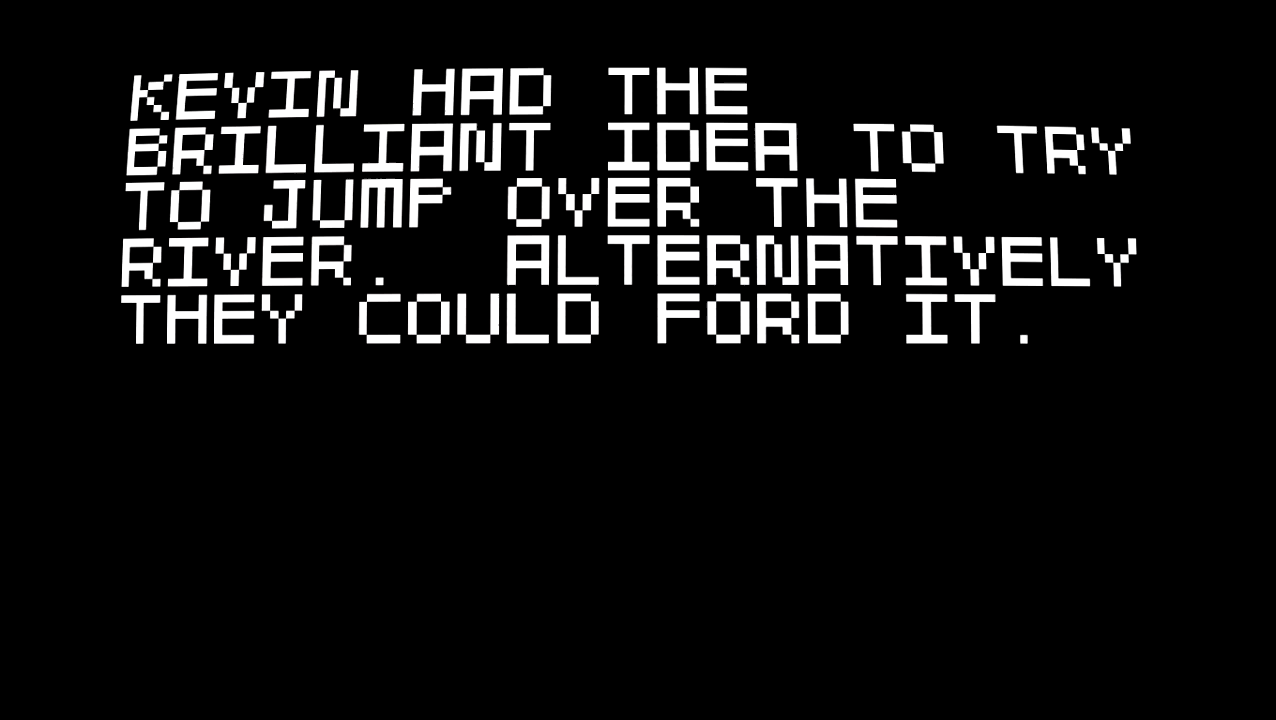 KEVIN HAD THE
BRILLIANT IDEA TO TRY
TO JUMP OVER THE
RIVER.  ALTERNATIVELY
THEY COULD FORD IT.